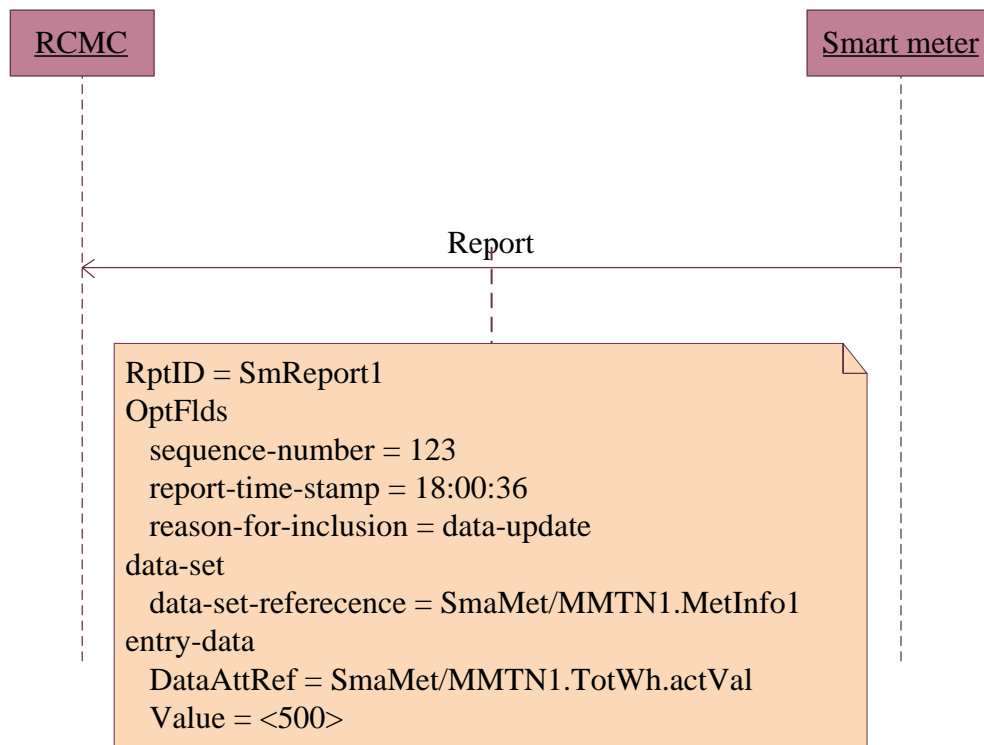 RCMC
Smart meter
Report
RptID = SmReport1
OptFlds
sequence-number = 123
report-time-stamp = 18:00:36
reason-for-inclusion = data-update
data-set
data-set-referecence = SmaMet/MMTN1.MetInfo1
entry-data
DataAttRef = SmaMet/MMTN1.TotWh.actVal
Value = <500>